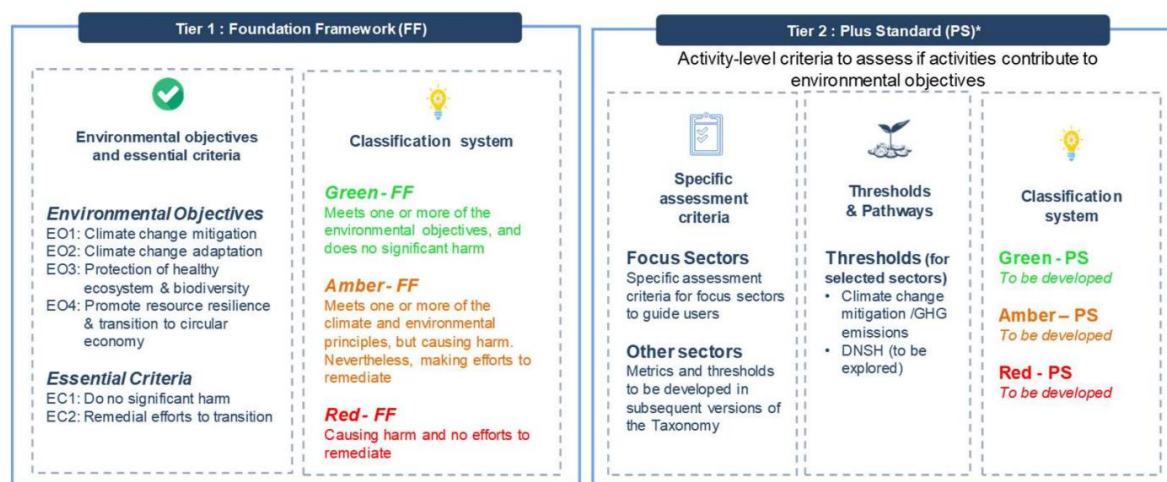 Tier 1 : Foundation Framework (FF)
Environmental objectives
and essential criteria
Environmental Objectives
EO1: Climate change mitigation
EO2: Climate change adaptation
EO3: Protection of healthy
ecosystem & biodiversity
EO4: Promote resource resilience
& transition to circular
economy
Essential Criteria
EC1: Do no significant harm
EC2: Remedial efforts to transition
Classification system
Green - FF
Meets one or more of the
environmental objectives, and
does no significant harm
Amber- FF
Meets one or more of the
climate and environmental
principles, but causing harm.
Nevertheless, making efforts to
remediate
Red - FF
Causing harm and no efforts to
remediate
Tier 2 : Plus Standard (PS)*
Activity-level criteria to assess if activities contribute to
environmental objectives
Specific
assessment
criteria
Focus Sectors
Specific assessment
criteria for focus sectors
to guide users
Other sectors
Metrics and thresholds
to be developed in
subsequent versions of
the Taxonomy
Thresholds
& Pathways
Thresholds (for
selected sectors)
• Climate change
mitigation /GHG
emissions
• DNSH (to be
explored)
Classification
system
Green - PS
To be developed
Amber – PS
To be developed
Red - PS
To be developed